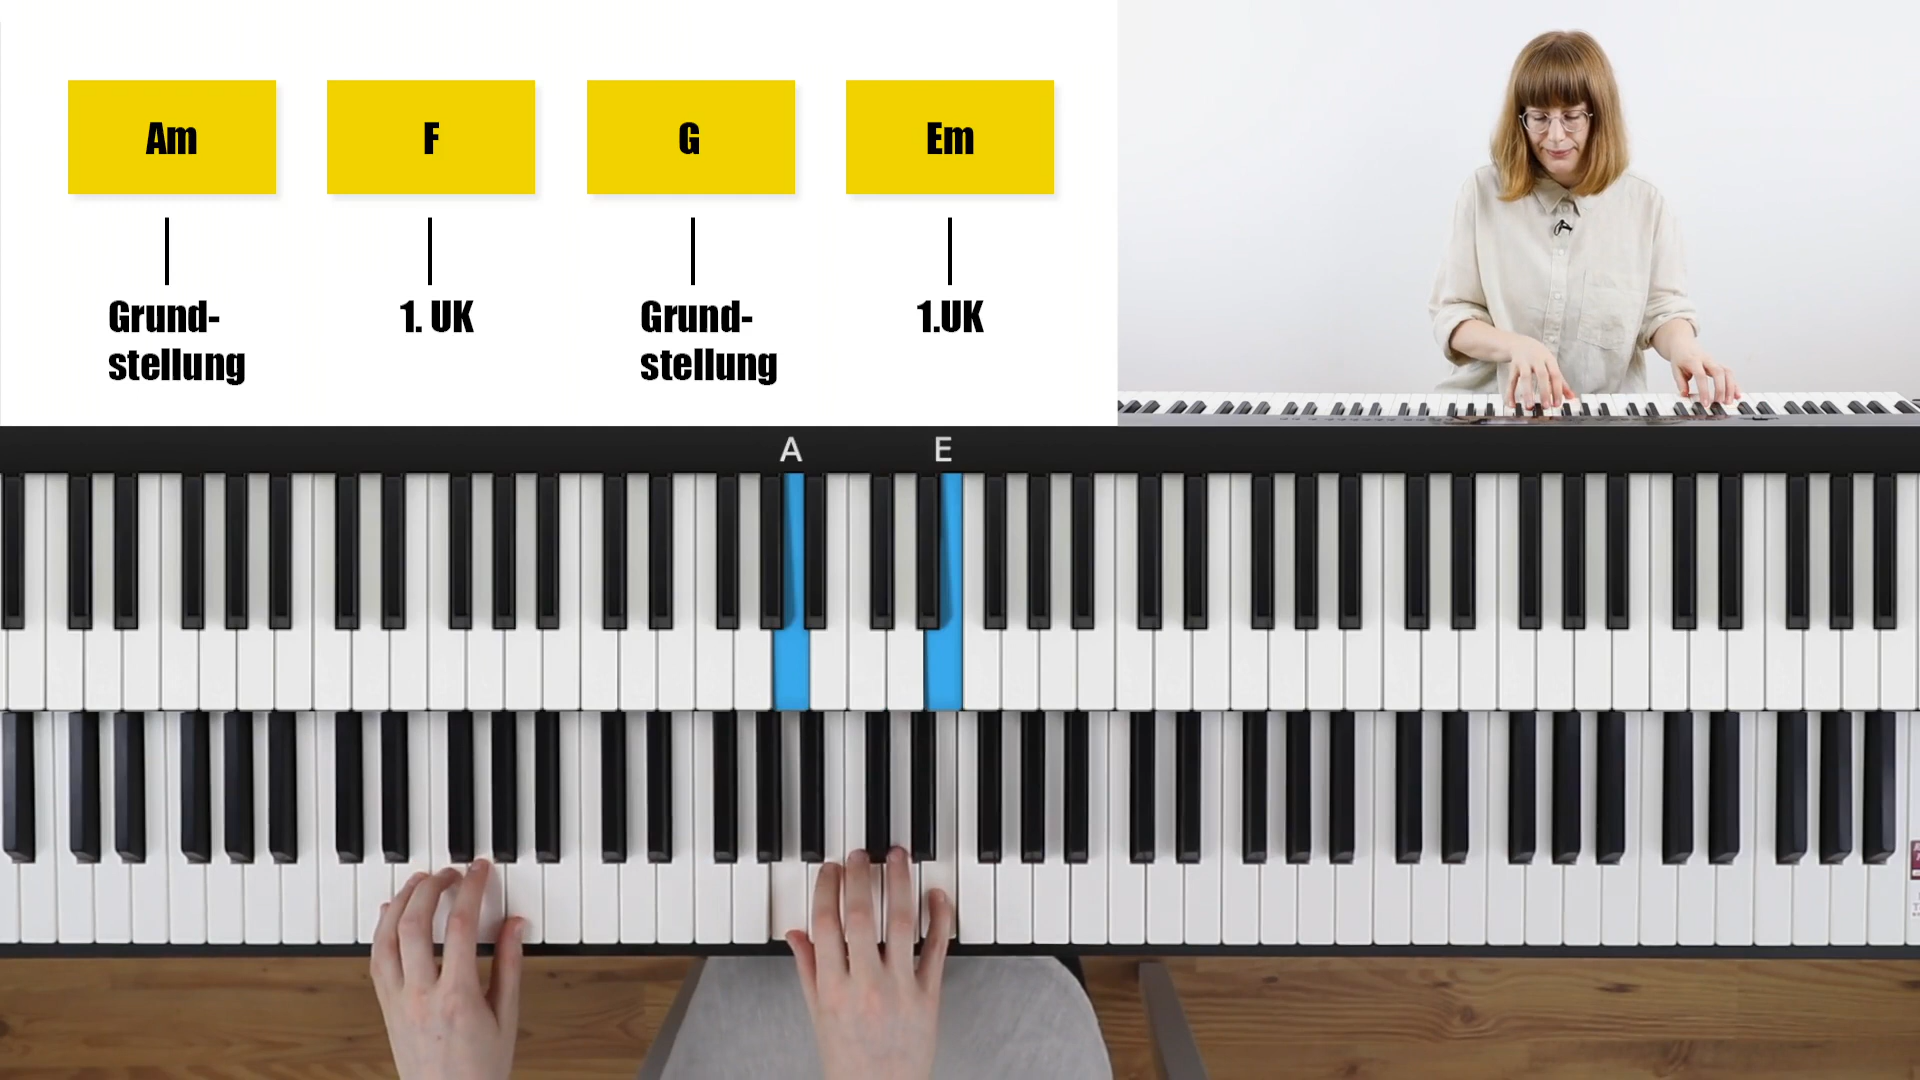 Am
F
G
Em
Grund-
stellung
1. UK
Grund-
stellung
1.UK
A
E